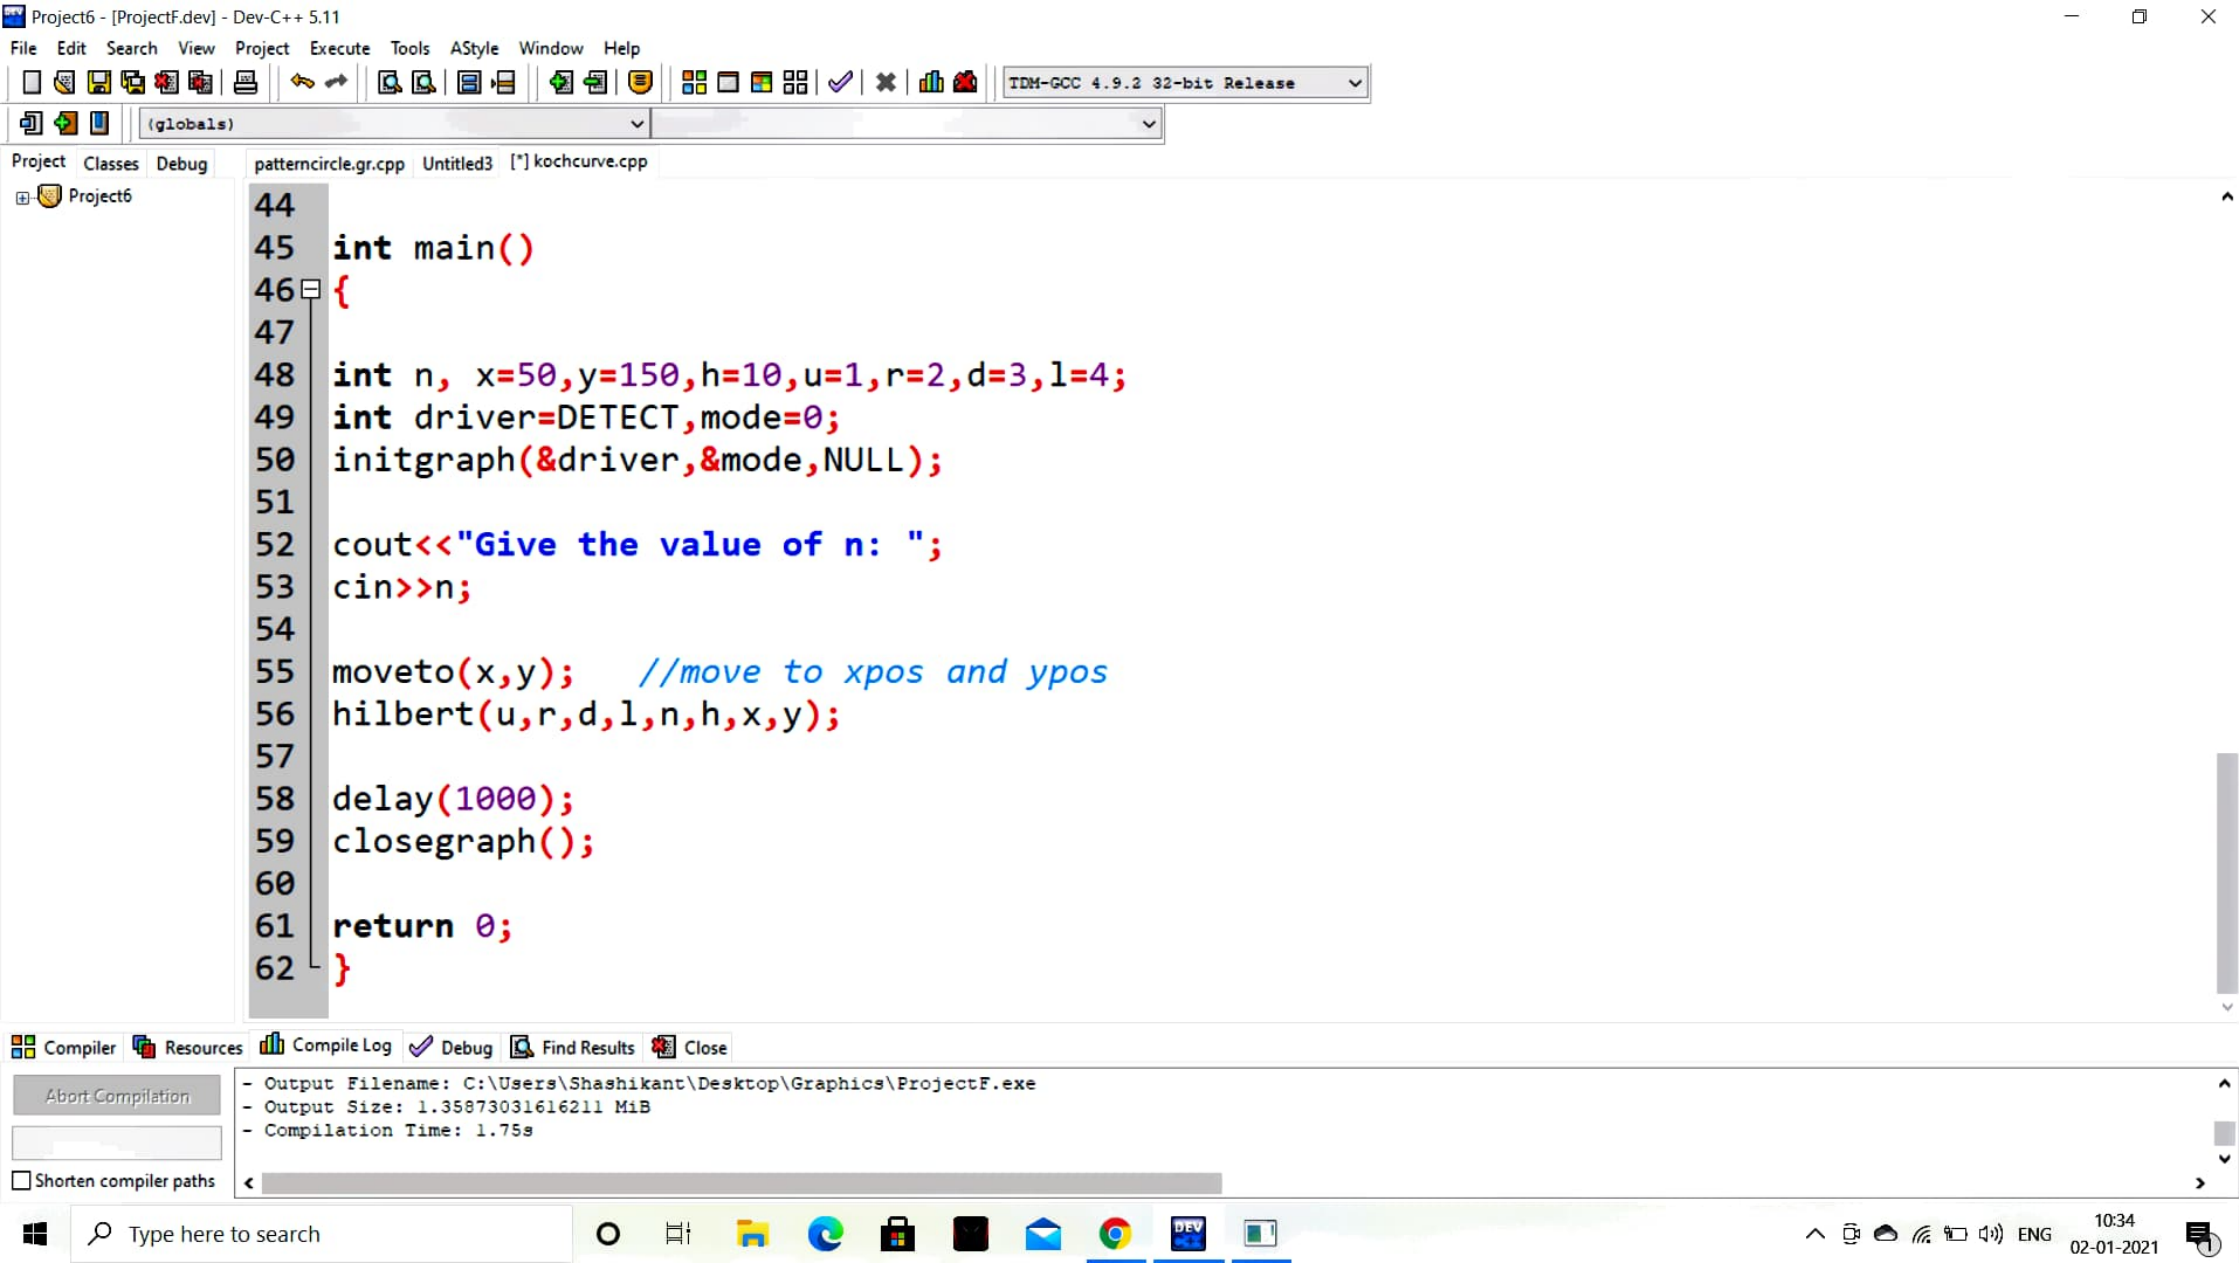 Project6 - [ProjectF.dev] - Dev-C++ 5.11
File Edit Search View Project Execute Tools AStyle Window Help
TDM-GCC 4.9.2 32-bit Release
(globals)
Project Classes Debug patterncircle.gr.cpp Untitled3 [*] kochcurve.cpp
Project6
44
45 int main()
46 {
47
48 int n, x=50,y=150,h=10,u=1,r=2,d=3,l=4;
49 int driver=DETECT,mode=0;
50 initgraph(&driver,&mode,NULL);
51
52 cout<<"Give the value of n: ";
53 cin>>n;
54
55 moveto(x,y); //move to xpos and ypos
56 hilbert(u,r,d,l,n,h,x,y);
57
58 delay(1000);
59 closegraph();
60
61 return 0;
62 }
Compiler Resources Compile Log Debug Find Results Close
Abort Compilation
Shorten compiler paths
- Output Filename: C:\Users\Shashikant\Desktop\Graphics\ProjectF.exe
- Output Size: 1.35873031616211 MiB
- Compilation Time: 1.75s
Type here to search
DEV
ENG
10:34
02-01-2021
1